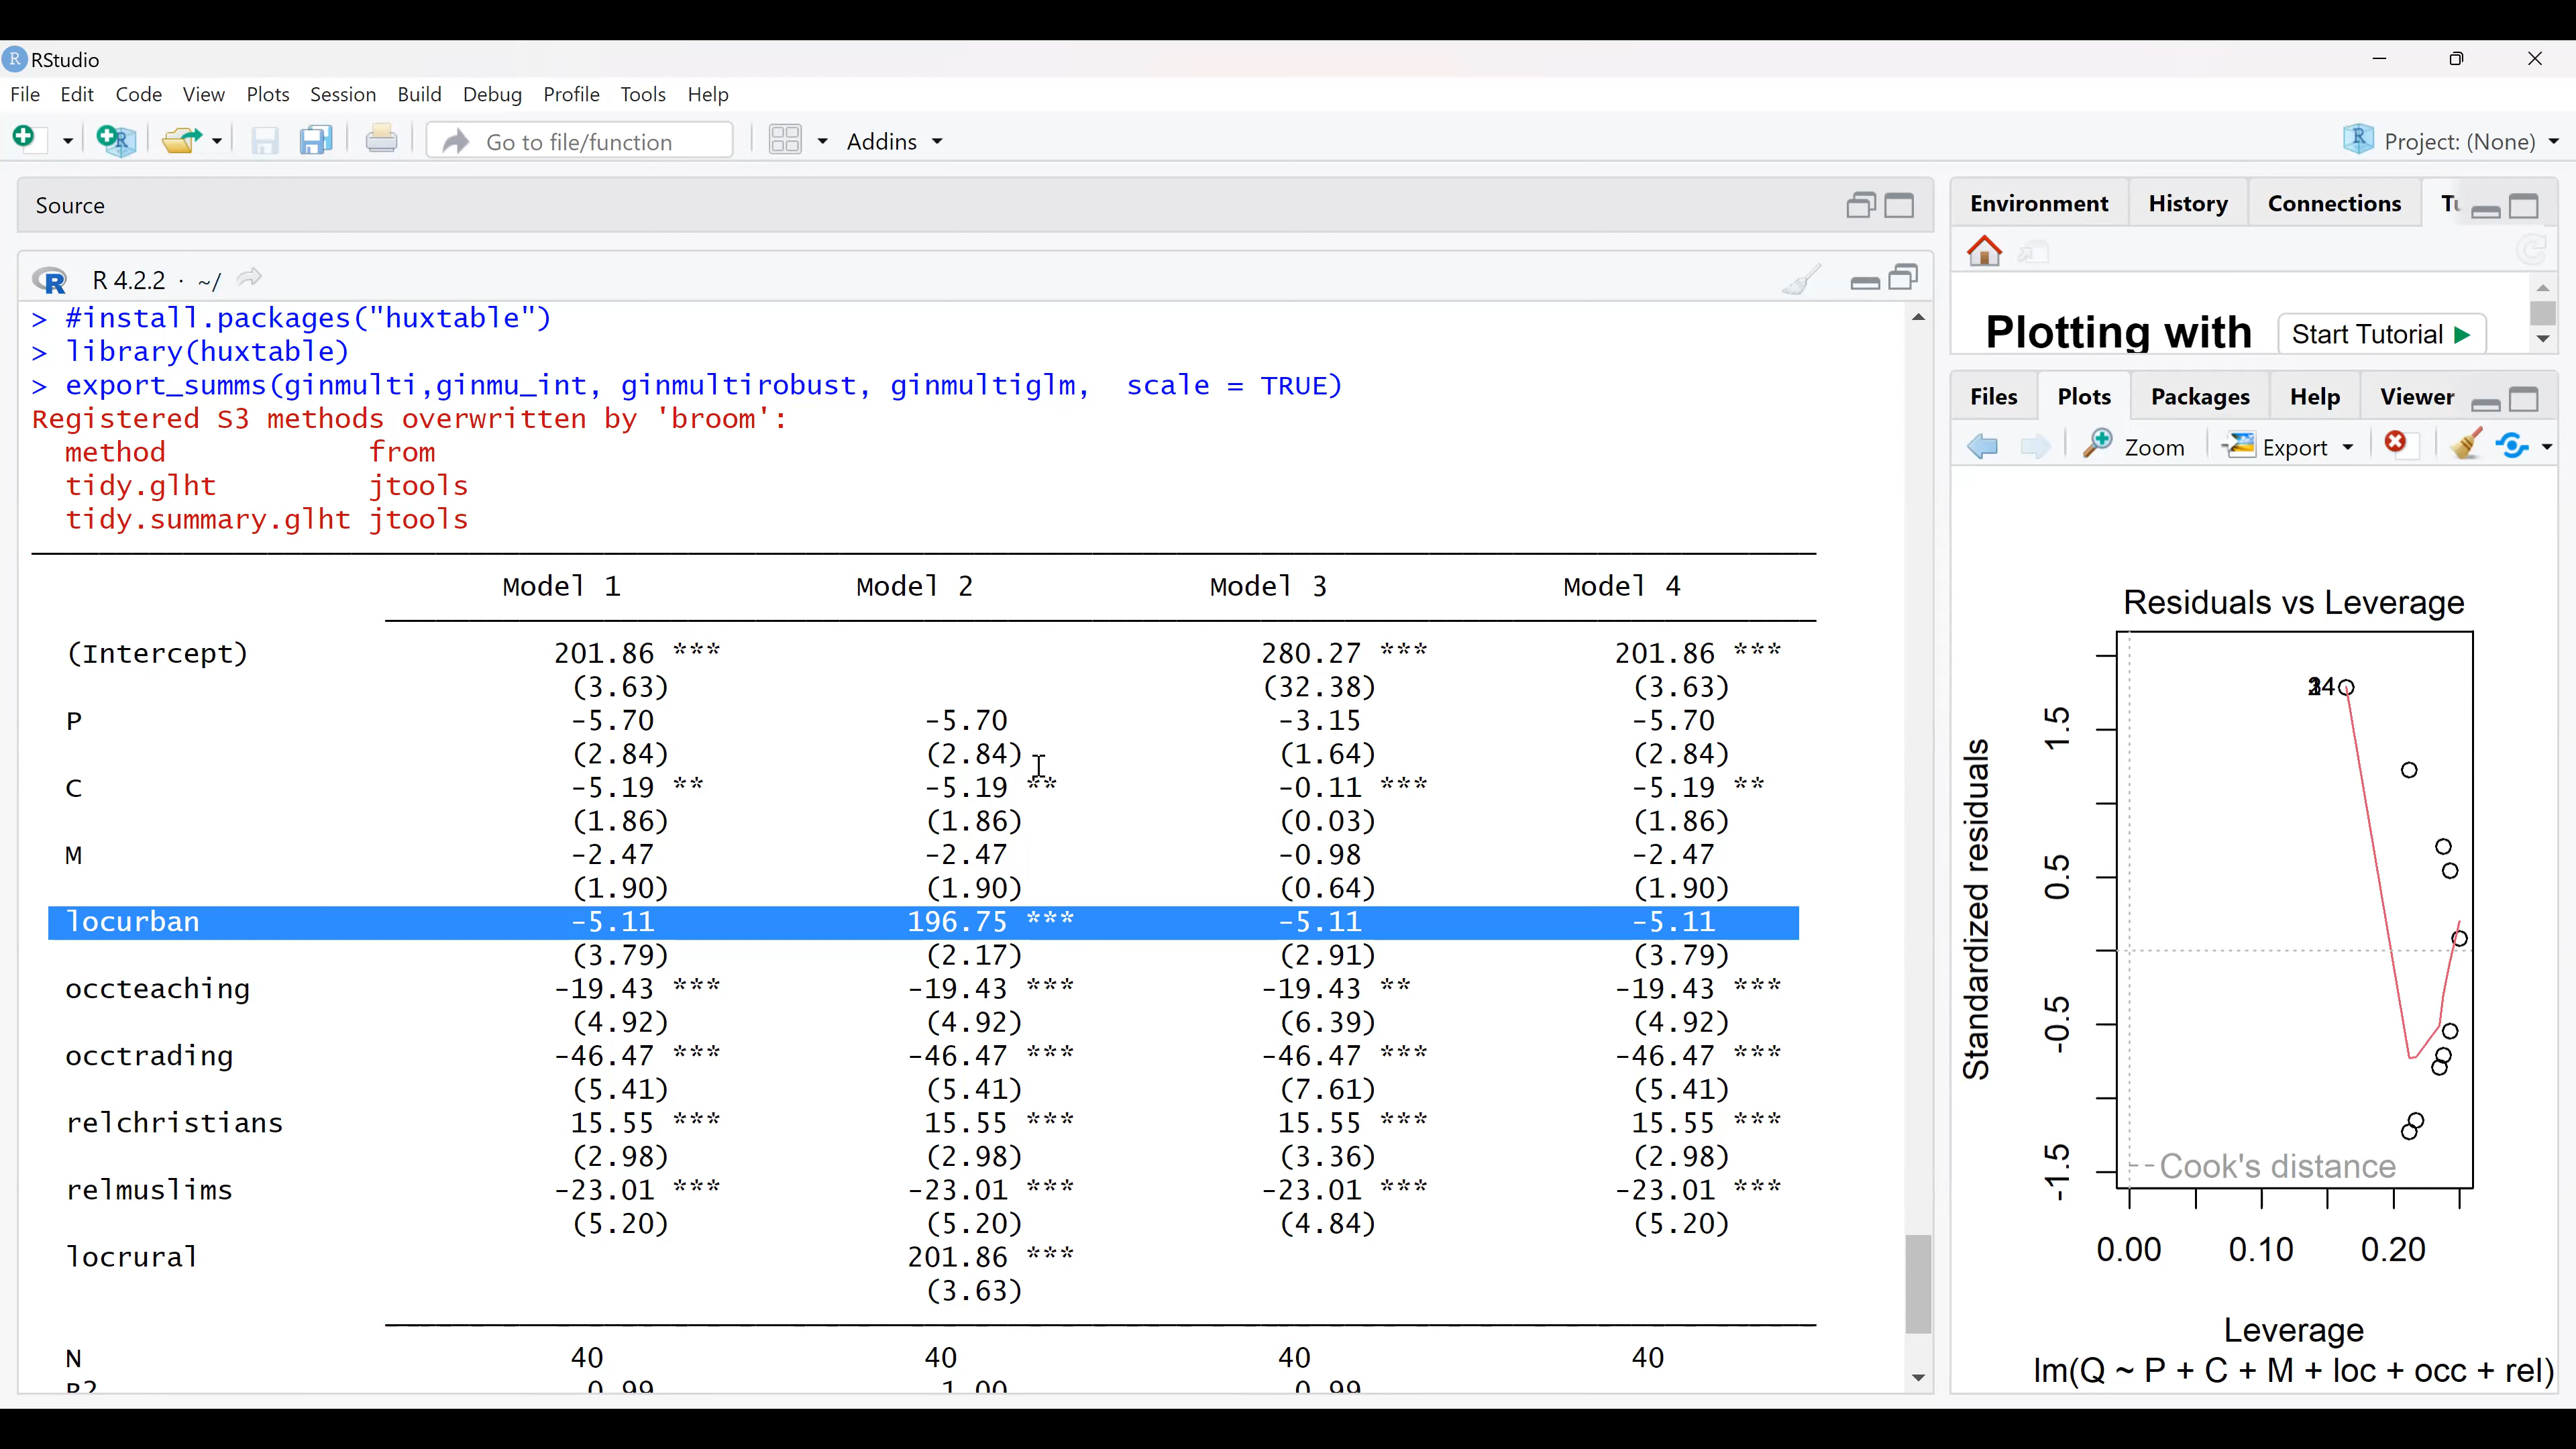 RStudio
File Edit Code View Plots Session Build Debug Profile Tools Help
Go to file/function Addins Project: (None)
Source
R 4.2.2 · ~/
> #install.packages("huxtable")
> library(huxtable)
> export_summs(ginmulti,ginmu_int, ginmultirobust, ginmultiglm,  scale = TRUE)
Registered S3 methods overwritten by 'broom':
method from
tidy.glht jtools
tidy.summary.glht jtools
Model 1 Model 2 Model 3 Model 4
(Intercept) 201.86 *** 280.27 *** 201.86 ***
(3.63) (32.38) (3.63)
P -5.70 -5.70 -3.15 -5.70
(2.84) (2.84) (1.64) (2.84)
C -5.19 ** -5.19 ** -0.11 *** -5.19 **
(1.86) (1.86) (0.03) (1.86)
M -2.47 -2.47 -0.98 -2.47
(1.90) (1.90) (0.64) (1.90)
locurban -5.11 196.75 *** -5.11 -5.11
(3.79) (2.17) (2.91) (3.79)
occteaching -19.43 *** -19.43 *** -19.43 ** -19.43 ***
(4.92) (4.92) (6.39) (4.92)
occtrading -46.47 *** -46.47 *** -46.47 *** -46.47 ***
(5.41) (5.41) (7.61) (5.41)
relchristians 15.55 *** 15.55 *** 15.55 *** 15.55 ***
(2.98) (2.98) (3.36) (2.98)
relmuslims -23.01 *** -23.01 *** -23.01 *** -23.01 ***
(5.20) (5.20) (4.84) (5.20)
locrural 201.86 ***
(3.63)
N 40 40 40 40
R2 0.99 1.00 0.99
Environment History Connections
Plotting with Start Tutorial
Files Plots Packages Help Viewer
Zoom Export
Residuals vs Leverage
Standardized residuals
1.5
0.5
-0.5
-1.5
Cook's distance
0.00 0.10 0.20
Leverage
lm(Q ~ P + C + M + loc + occ + rel)